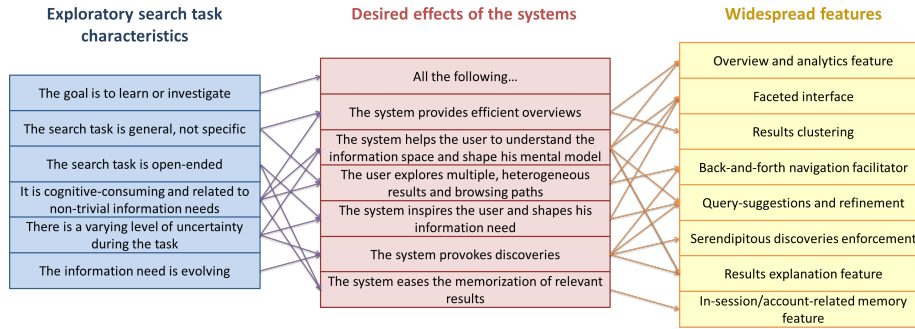 Exploratory search task
characteristics
Desired effects of the systems
Widespread features
The goal is to learn or investigate
The search task is general, not specific
The search task is open-ended
It is cognitive-consuming and related to
non-trivial information needs
There is a varying level of uncertainty
during the task
The information need is evolving
All the following...
The system provides efficient overviews
The system helps the user to understand the
information space and shape his mental model
The user explores multiple, heterogeneous
results and browsing paths
The system inspires the user and shapes his
information need
The system provokes discoveries
The system eases the memorization of relevant
results
Overview and analytics feature
Faceted interface
Results clustering
Back-and-forth navigation facilitator
Query-suggestions and refinement
Serendipitous discoveries enforcement
Results explanation feature
In-session/account-related memory
feature